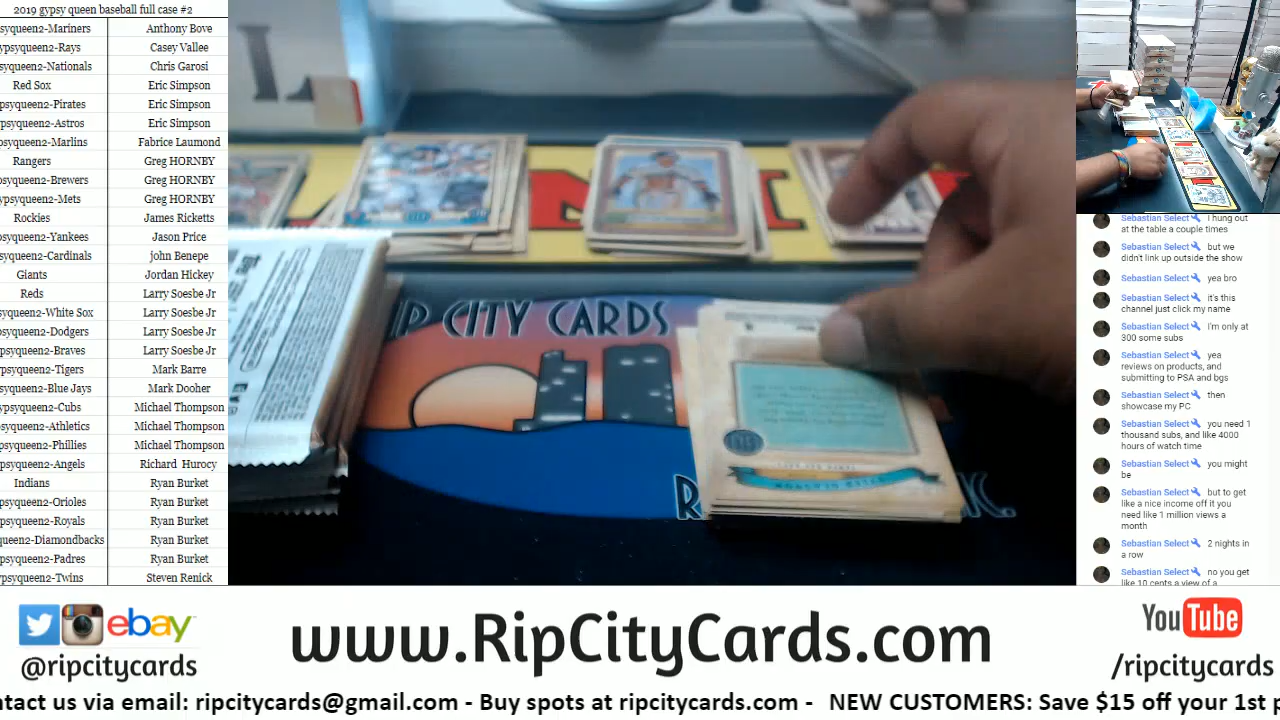 2019 gypsy queen baseball full case #2
syqueen2-Mariners Anthony Bove
ypsyqueen2-Rays Casey Vallee
psyqueen2-Nationals Chris Garosi
Red Sox Eric Simpson
psyqueen2-Pirates Eric Simpson
psyqueen2-Astros Eric Simpson
psyqueen2-Marlins Fabrice Laumond
Rangers Greg HORNBY
psyqueen2-Brewers Greg HORNBY
ypsyqueen2-Mets Greg HORNBY
Rockies James Ricketts
psyqueen2-Yankees Jason Price
psyqueen2-Cardinals john Benepe
Giants Jordan Hickey
Reds Larry Soesbe Jr
psyqueen2-White Sox Larry Soesbe Jr
psyqueen2-Dodgers Larry Soesbe Jr
psyqueen2-Braves Larry Soesbe Jr
psyqueen2-Tigers Mark Barre
psyqueen2-Blue Jays Mark Dooher
ypsyqueen2-Cubs Michael Thompson
psyqueen2-Athletics Michael Thompson
psyqueen2-Phillies Michael Thompson
psyqueen2-Angels Richard Hurocy
Indians Ryan Burket
psyqueen2-Orioles Ryan Burket
psyqueen2-Royals Ryan Burket
queen2-Diamondbacks Ryan Burket
psyqueen2-Padres Ryan Burket
psyqueen2-Twins Steven Renick
IP CITY CARDS
R
K.
Sebastian Select I hung out
at the table a couple times
Sebastian Select but we
didn't link up outside the
show
Sebastian Select yea bro
Sebastian Select it's this
channel just click my name
Sebastian Select I'm only at
300 some subs
Sebastian Select yea
reviews on products, and
submitting to PSA and bgs
Sebastian Select then
showcase my PC
Sebastian Select you need 1
thousand subs, and like 4000
hours of watch time
Sebastian Select you might
be
Sebastian Select but to get
like a nice income off it you
need like 1 million views a
month
Sebastian Select 2 nights in
a row
Sebastian Select no you get
like 10 cents a view of a
ebay
@ripcitycards
www.RipCityCards.com
YouTube
/ripcitycards
ntact us via email: ripcitycards@gmail.com - Buy spots at ripcitycards.com - NEW CUSTOMERS: Save $15 off your 1st p